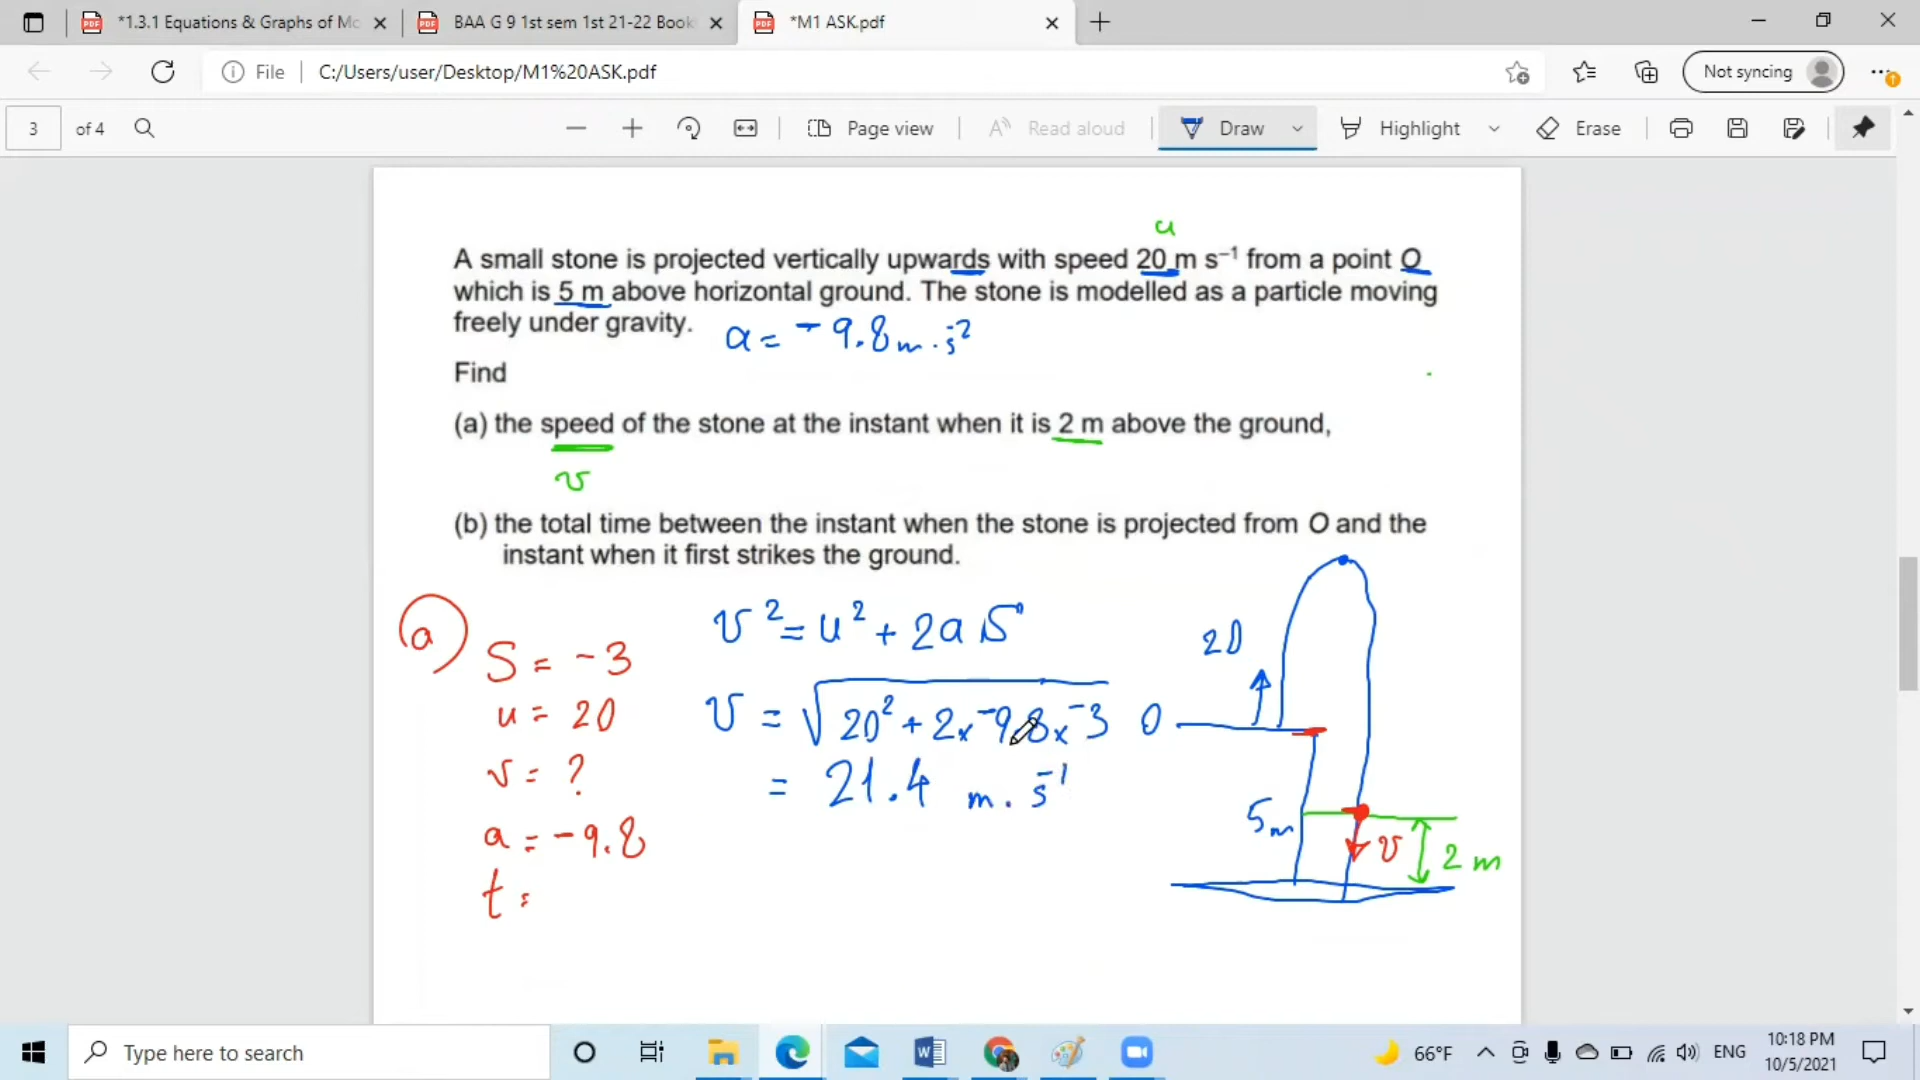 *1.3.1 Equations & Graphs of Mo
BAA G 9 1st sem 1st 21-22 Book
*M1 ASK.pdf
File
C:/Users/user/Desktop/M1%20ASK.pdf
Not syncing
3 of 4
Page view
Read aloud
Draw
Highlight
Erase
u
A small stone is projected vertically upwards with speed 20 m s⁻¹ from a point O
which is 5 m above horizontal ground. The stone is modelled as a particle moving
freely under gravity.
a = -9.8 m.s⁻²
Find
(a) the speed of the stone at the instant when it is 2 m above the ground,
v
(b) the total time between the instant when the stone is projected from O and the
instant when it first strikes the ground.
a
S = -3
u = 20
v = ?
a = -9.8
t =
v² = u² + 2aS
v = √20² + 2x-9.8x-3
= 21.4 m.s⁻¹
20
O
5m
v
2 m
Type here to search
66°F
ENG
10:18 PM
10/5/2021